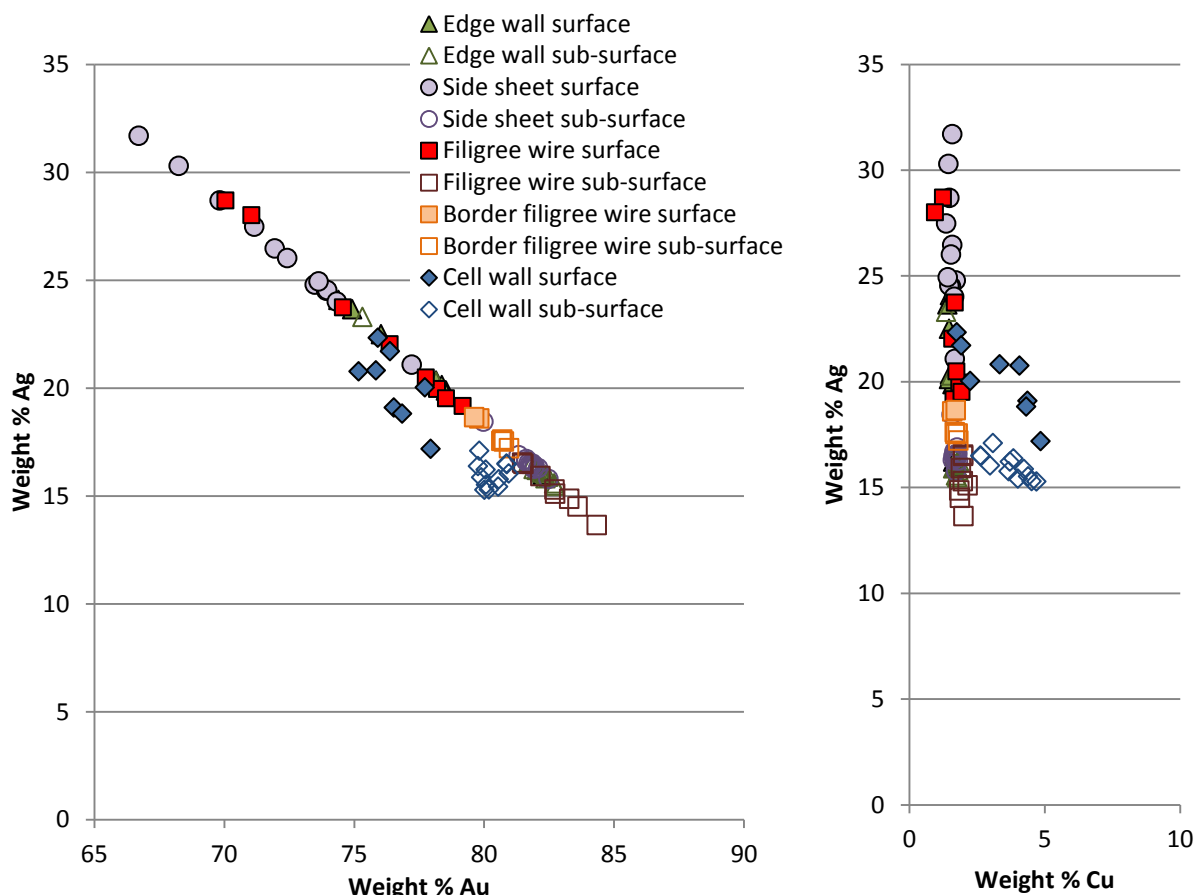 Edge wall surface
Edge wall sub-surface
Side sheet surface
Side sheet sub-surface
Filigree wire surface
Filigree wire sub-surface
Border filigree wire surface
Border filigree wire sub-surface
Cell wall surface
Cell wall sub-surface
Weight % Ag
35
30
25
20
15
10
5
0
65 70 75 80 85 90
Weight % Au
Weight % Ag
35
30
25
20
15
10
5
0
0 5 10
Weight % Cu